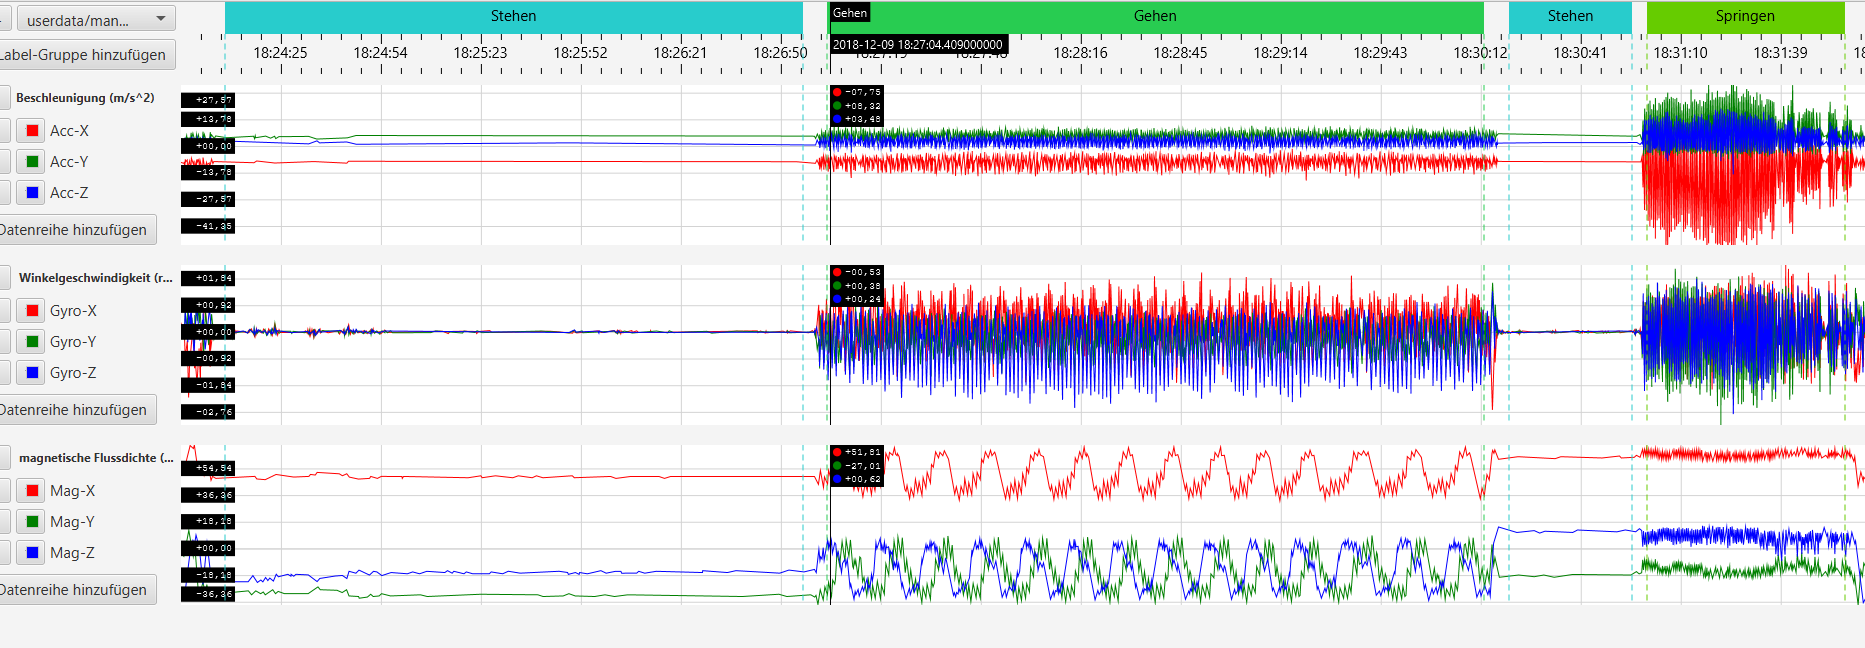 userdata/man...
Stehen
Gehen
Gehen
Stehen
Springen
Label-Gruppe hinzufügen
18:24:25
18:24:54
18:25:23
18:25:52
18:26:21
18:26:50
2018-12-09 18:27:04.409000000
18:27:19
18:27:48
18:28:16
18:28:45
18:29:14
18:29:43
18:30:12
18:30:41
18:31:10
18:31:39
18
Beschleunigung (m/s^2)
Acc-X
Acc-Y
Acc-Z
Datenreihe hinzufügen
+27,57
+13,78
+00,00
-13,78
-27,57
-41,35
-07,75
+08,32
+03,48
Winkelgeschwindigkeit (r...
Gyro-X
Gyro-Y
Gyro-Z
Datenreihe hinzufügen
+01,84
+00,92
+00,00
-00,92
-01,84
-02,76
-00,53
+00,38
+00,24
magnetische Flussdichte (...
Mag-X
Mag-Y
Mag-Z
Datenreihe hinzufügen
+54,54
+36,36
+18,18
+00,00
-18,18
-36,36
+51,81
-27,01
+00,62